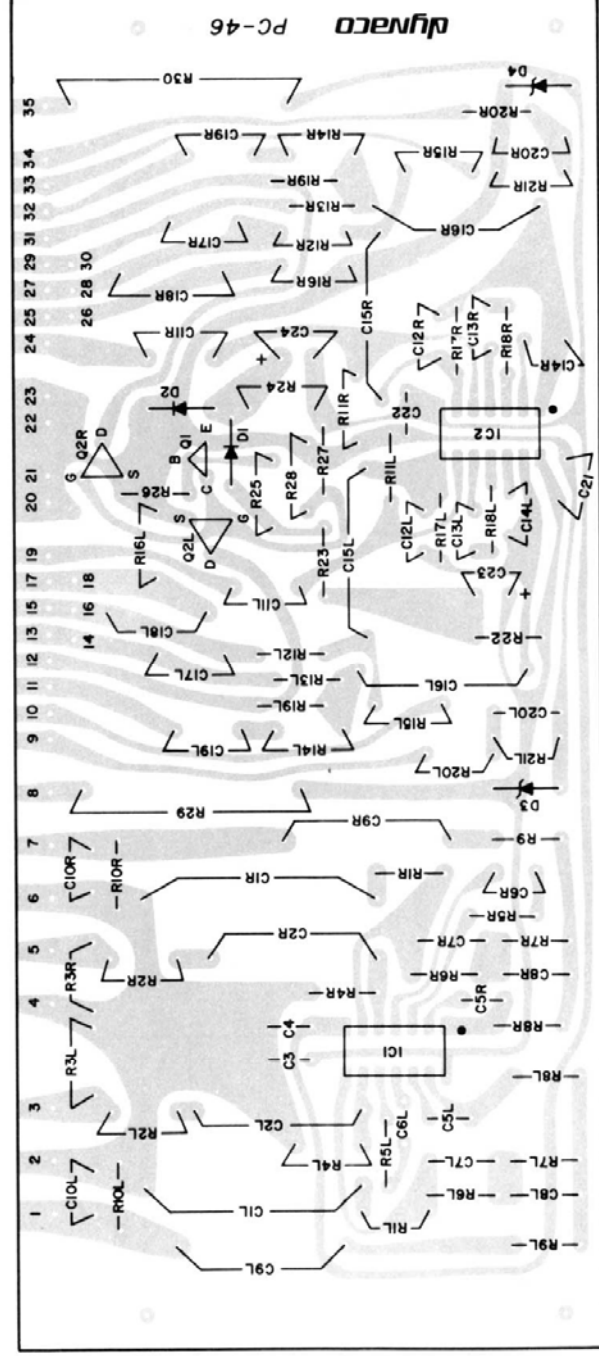 dynaco PC-46
R30
D4
35
R20R
C19R
R14R
34
R15R
C20R
33
R19R
R21R
32
R13R
C16R
31
C17R
R12R
29
30
R16R
27
28
C18R
C15R
25
26
C11R
C24
+
C12R
R17R
C13R
R18R
24
C14R
D2
R24
R11R
23
C22
22
IC2
Q2R
D
G
S
Q1
B
E
C
D1
R27
R28
R25
R11L
21
R26
20
C21
S
Q2L
G
D
R16L
C12L
R17L
C13L
R18L
C14L
R23
C15L
19
17
18
C23
+
C11L
15
16
C18L
13
14
R22
12
R12L
C17L
11
R13L
C16L
10
R19L
C20L
R15L
9
C19L
R14L
R21L
R20L
8
D3
R29
C9R
7
C10R
R10R
R9
6
C1R
R1R
C6R
R5R
5
C2R
C7R
R7R
R3R
R2R
R6R
C8R
4
R4R
C5R
C4
R8R
R3L
IC1
C3
R8L
3
C2L
C5L
R2L
C6L
2
R4L
R5L
C7L
R7L
C10L
R10L
R6L
C8L
1
C1L
R1L
C9L
R9L